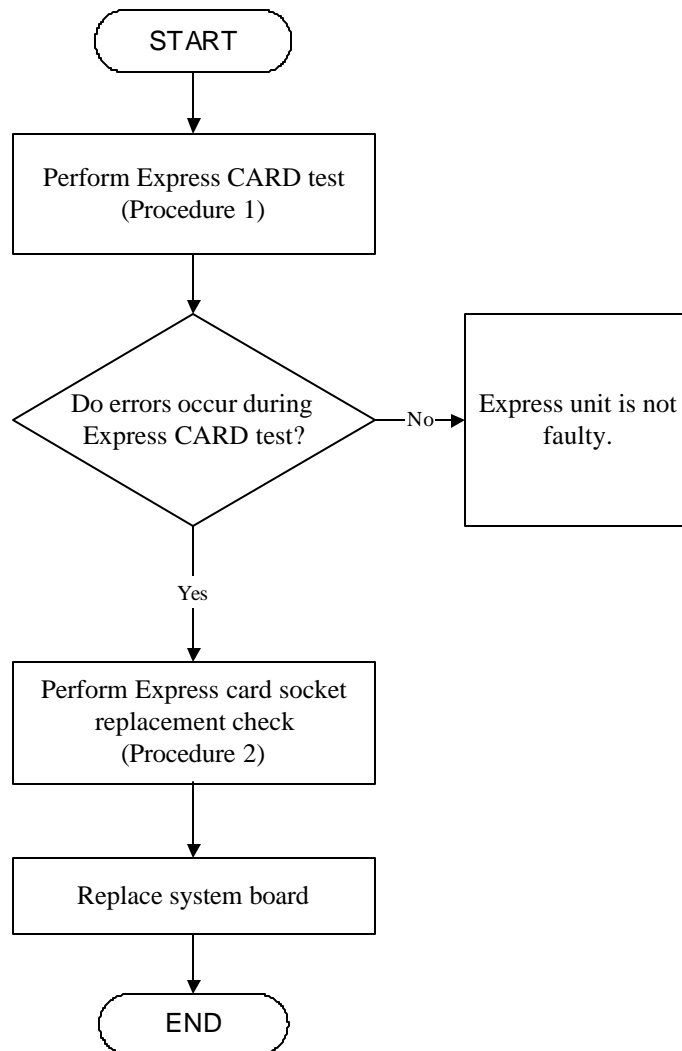 START
Perform Express CARD test
(Procedure 1)
Do errors occur during
Express CARD test?
No
Express unit is not
faulty.
Yes
Perform Express card socket
replacement check
(Procedure 2)
Replace system board
END